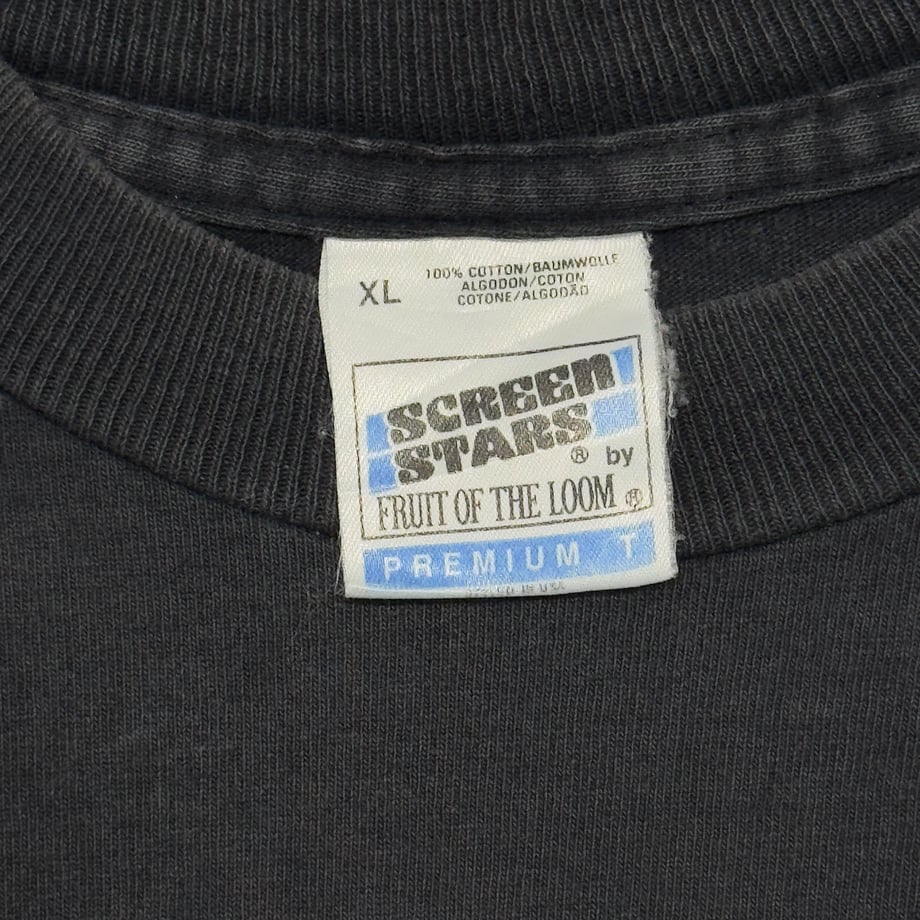 XL
100% COTTON/BAUMWOLLE
ALGODON/COTON
COTONE/ALGODÃO
SCREEN
STARS
® by
FRUIT OF THE LOOM ®
PREMIUM T